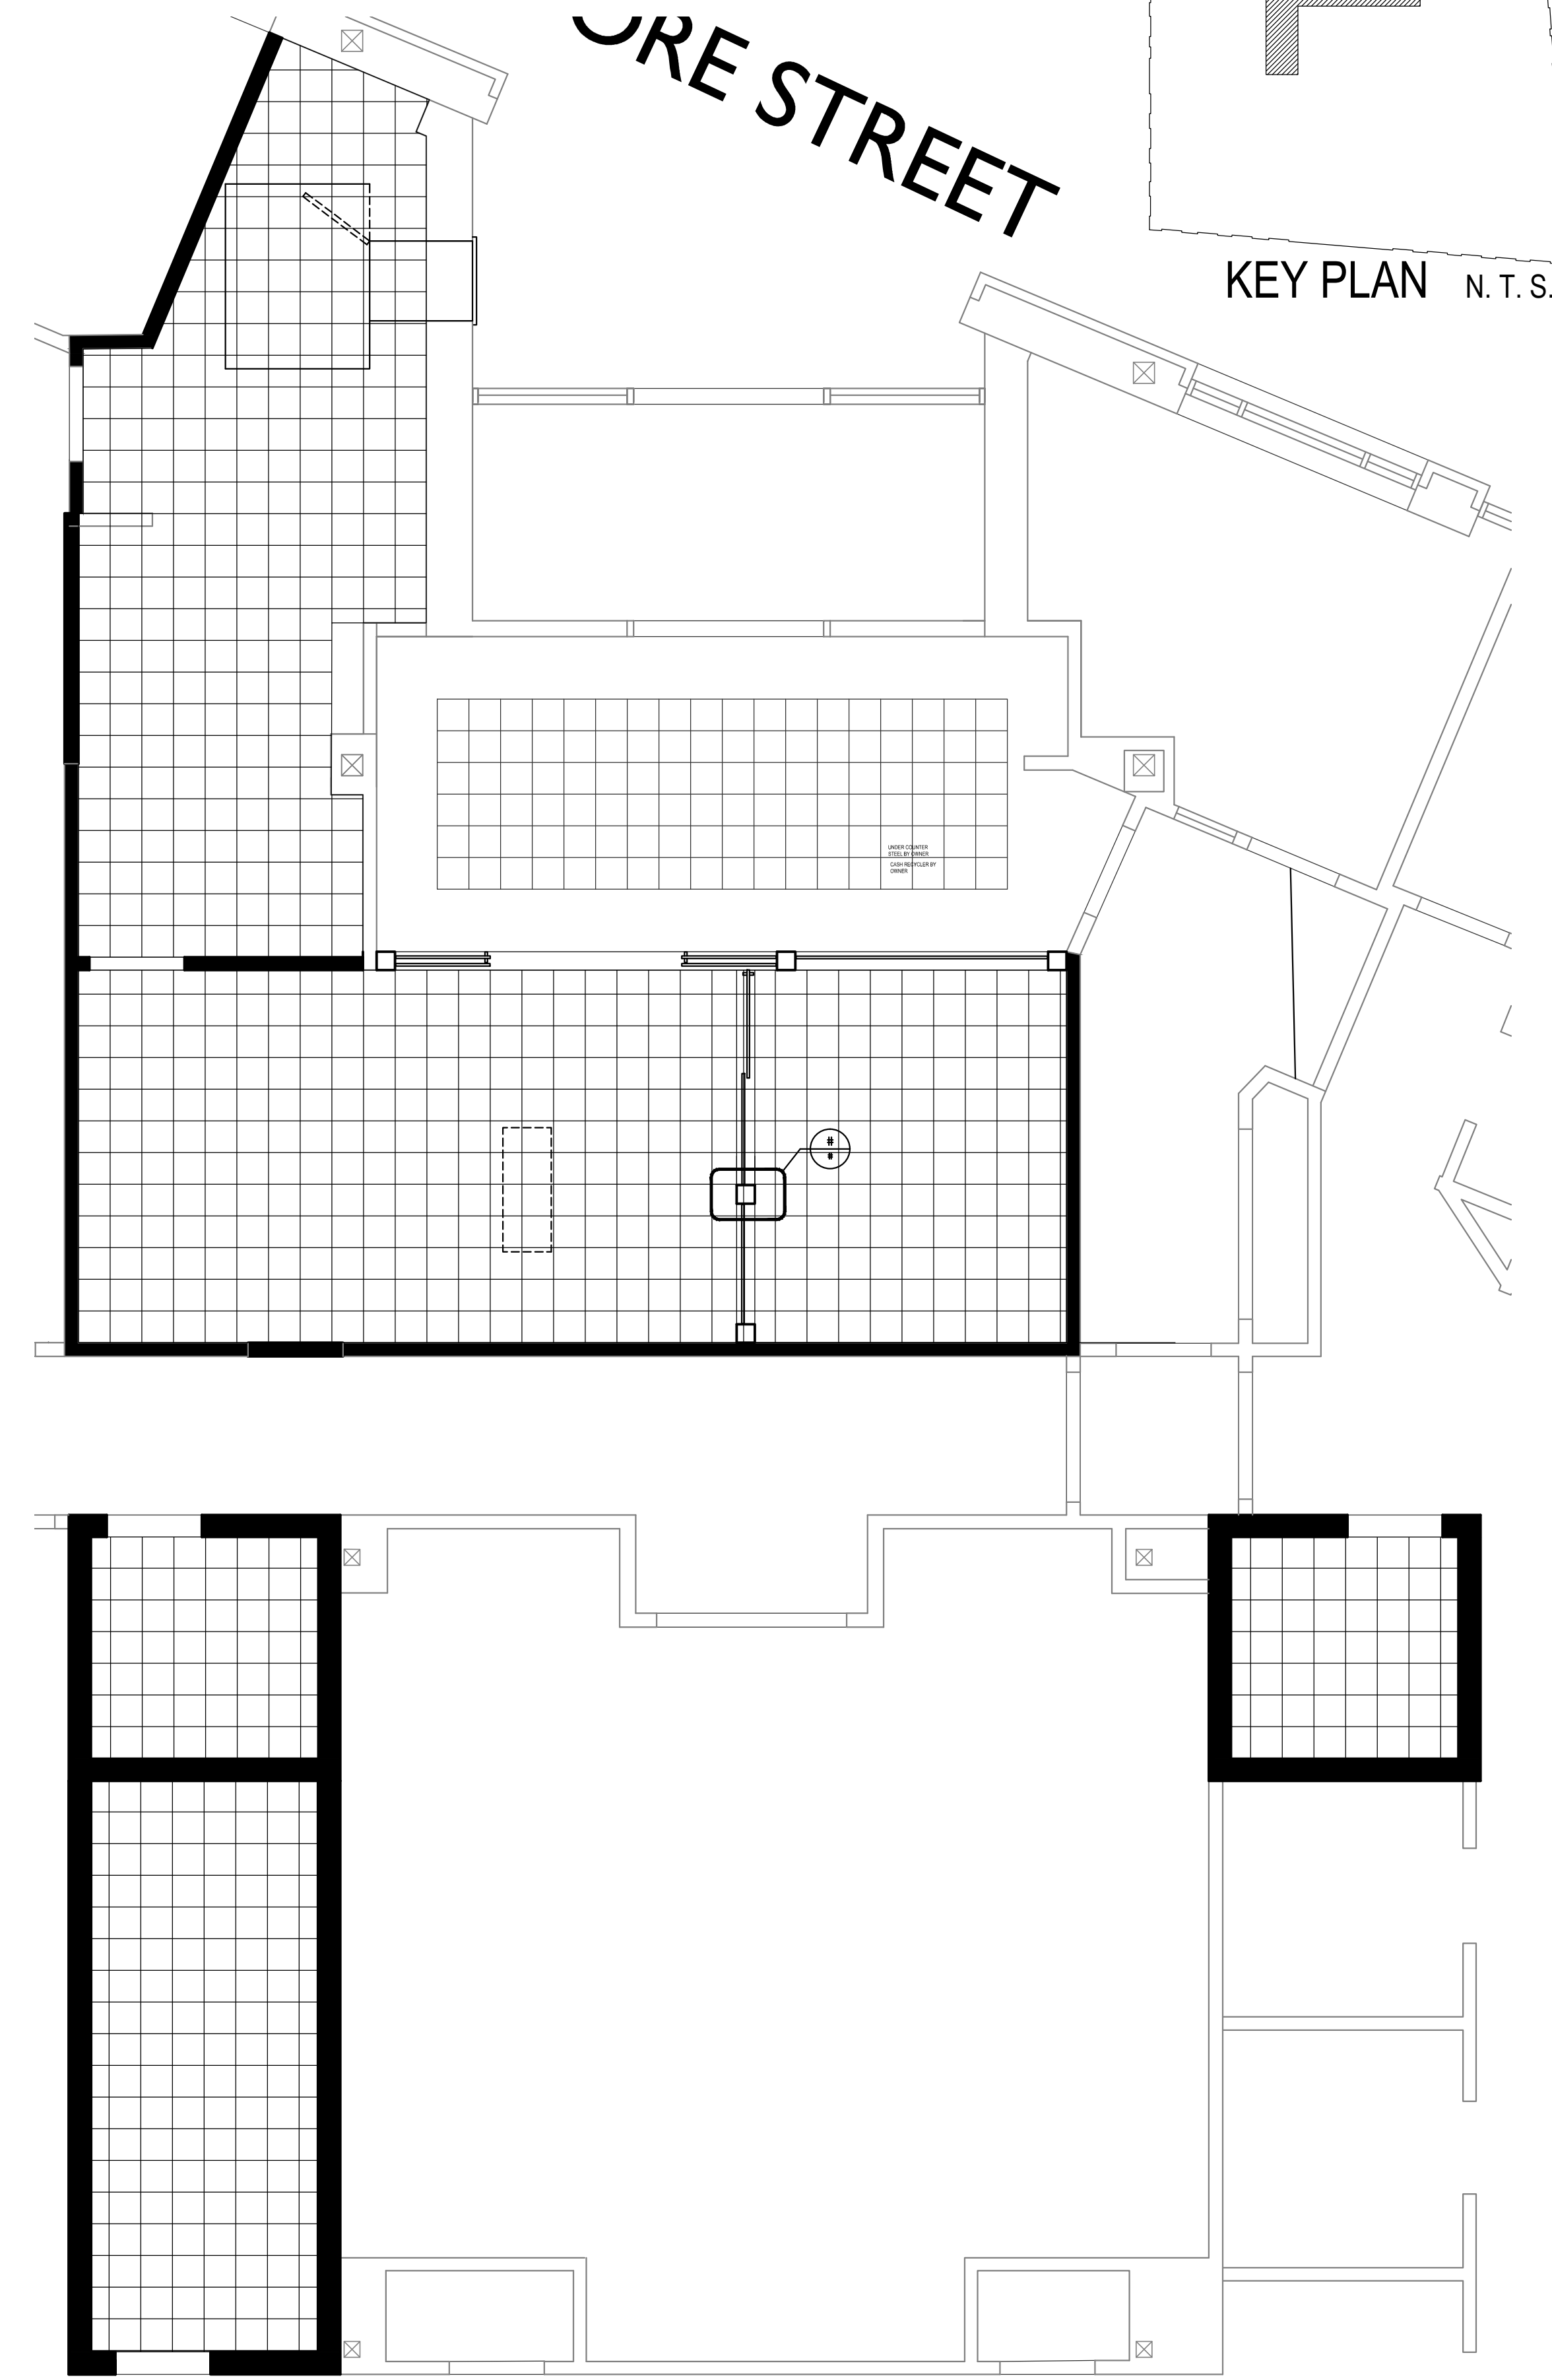 ORE STREET
KEY PLAN N. T. S.
UNDER COUNTER
STEEL BY OWNER
CASH RECYCLER BY
OWNER
#
#